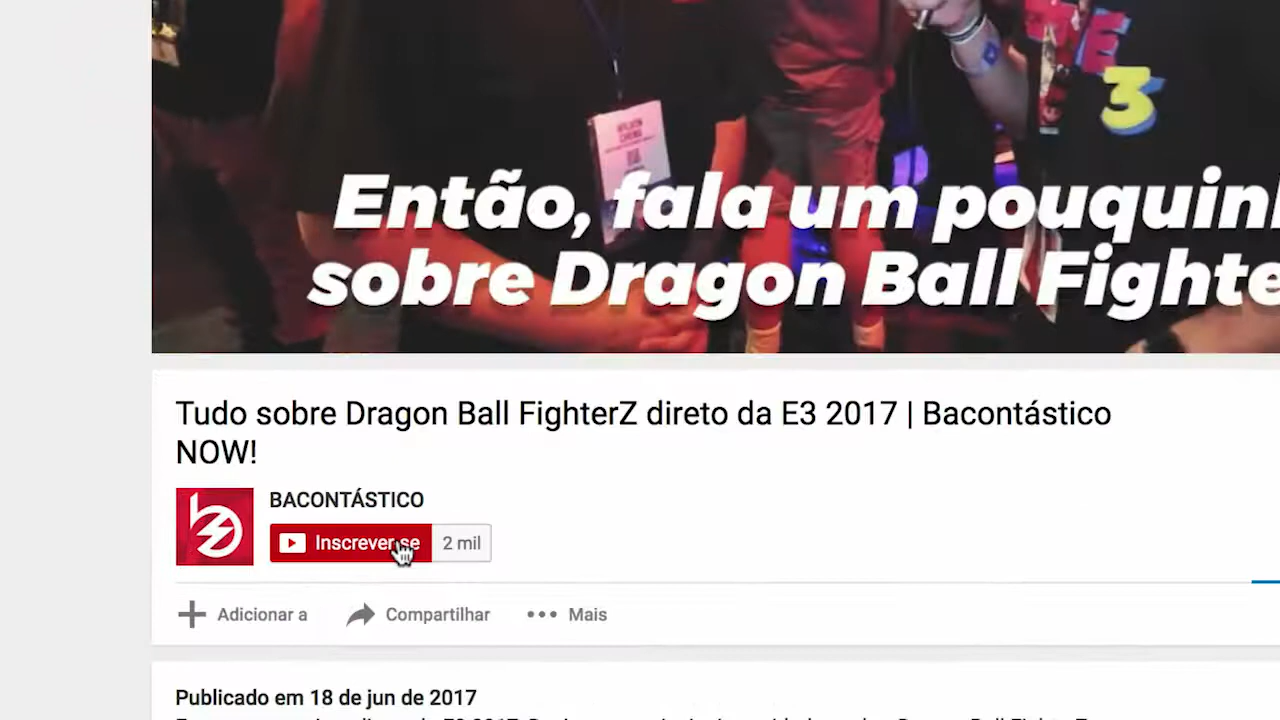 E
3
Então, fala um pouquin
sobre Dragon Ball Fighte
Tudo sobre Dragon Ball FighterZ direto da E3 2017 | Bacontástico
NOW!
BACONTÁSTICO
Inscrever-se
2 mil
Adicionar a
Compartilhar
Mais
Publicado em 18 de jun de 2017